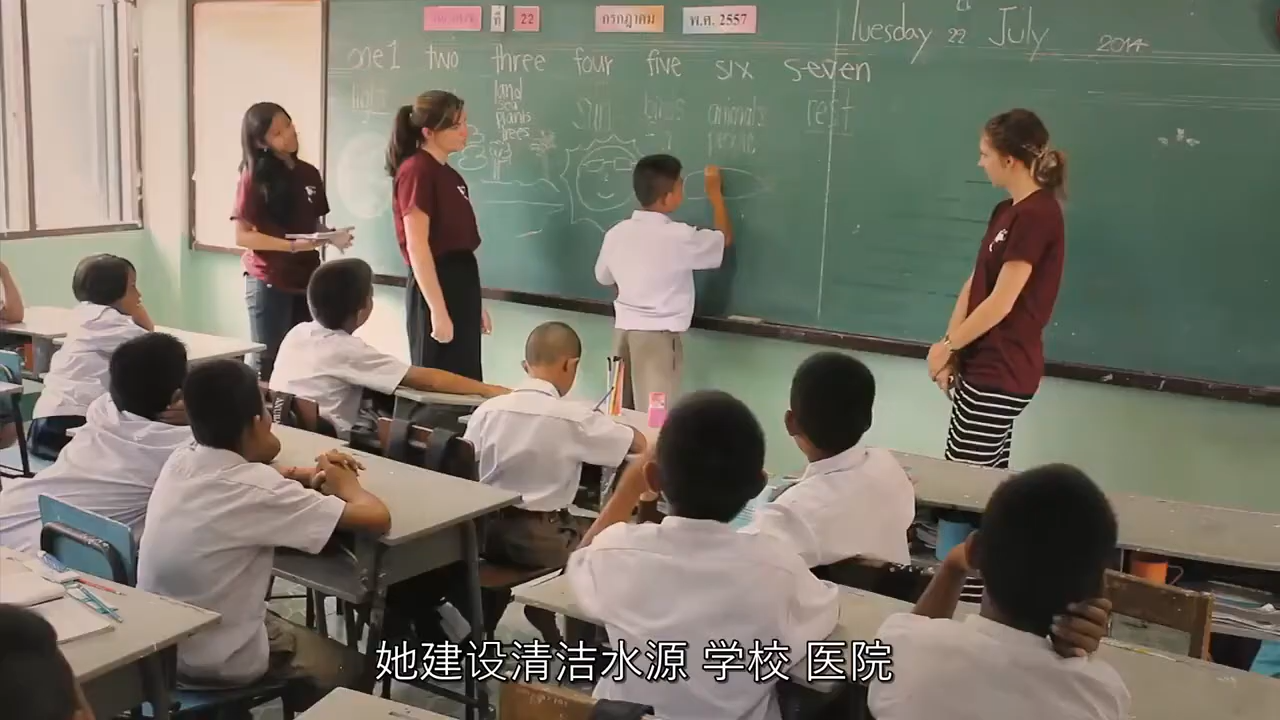 ที่ 22 กรกฎาคม พ.ศ. 2557
Tuesday 22 July 2014
one 1 two three four five six seven
light land sun birds animals rest
sea
plants people
trees
她建设清洁水源 学校 医院